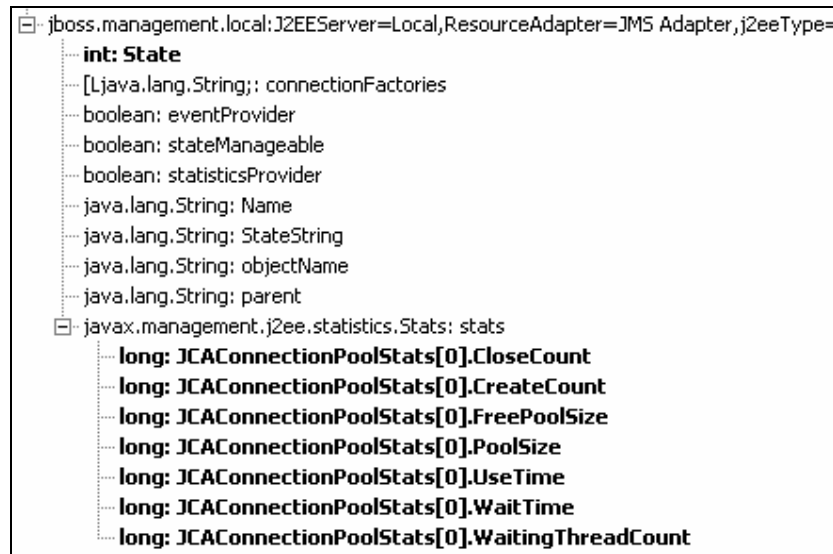 jboss.management.local:J2EEServer=Local,ResourceAdapter=JMS Adapter,j2eeType=
int: State
[Ljava.lang.String;: connectionFactories
boolean: eventProvider
boolean: stateManageable
boolean: statisticsProvider
java.lang.String: Name
java.lang.String: StateString
java.lang.String: objectName
java.lang.String: parent
javax.management.j2ee.statistics.Stats: stats
long: JCAConnectionPoolStats[0].CloseCount
long: JCAConnectionPoolStats[0].CreateCount
long: JCAConnectionPoolStats[0].FreePoolSize
long: JCAConnectionPoolStats[0].PoolSize
long: JCAConnectionPoolStats[0].UseTime
long: JCAConnectionPoolStats[0].WaitTime
long: JCAConnectionPoolStats[0].WaitingThreadCount